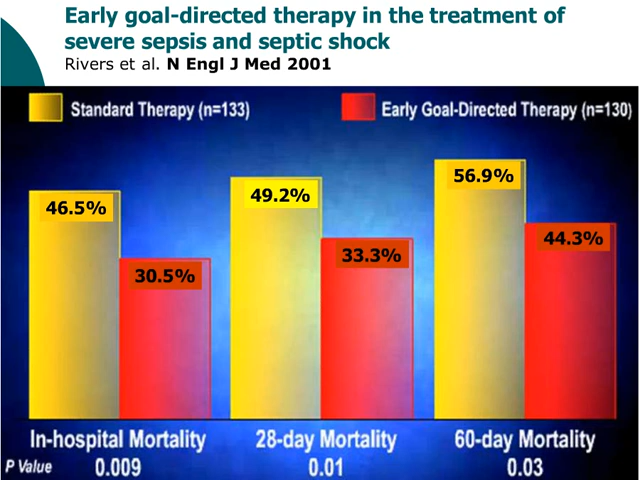 Early goal-directed therapy in the treatment of
severe sepsis and septic shock
Rivers et al. N Engl J Med 2001
Standard Therapy (n=133)
Early Goal-Directed Therapy (n=130)
46.5%
30.5%
49.2%
33.3%
56.9%
44.3%
In-hospital Mortality
28-day Mortality
60-day Mortality
P Value
0.009
0.01
0.03